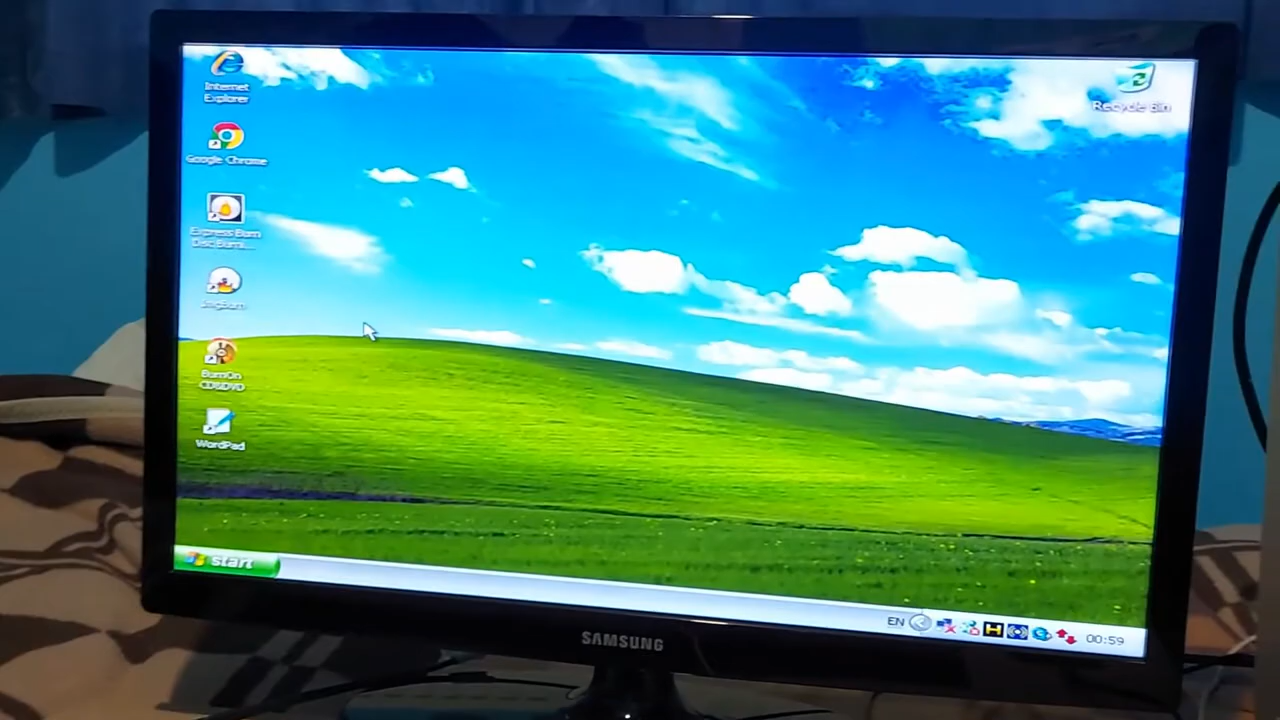 Internet
Explorer
Google Chrome
Express Burn
Disc Burni...
ImgBurn
BurnOn
CD&DVD
WordPad
Recycle Bin
start
EN
H
00:59
SAMSUNG